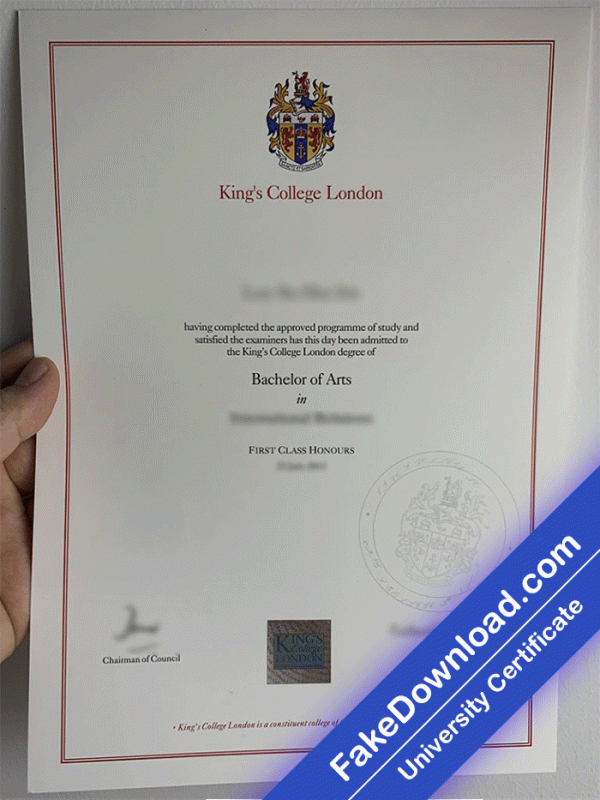 King's College London
having completed the approved programme of study and
satisfied the examiners has this day been admitted to
the King's College London degree of
Bachelor of Arts
in
FIRST CLASS HONOURS
Chairman of Council
KING'S
College
LONDON
• King's College London is a constituent college of
FakeDownload.com
University Certificate